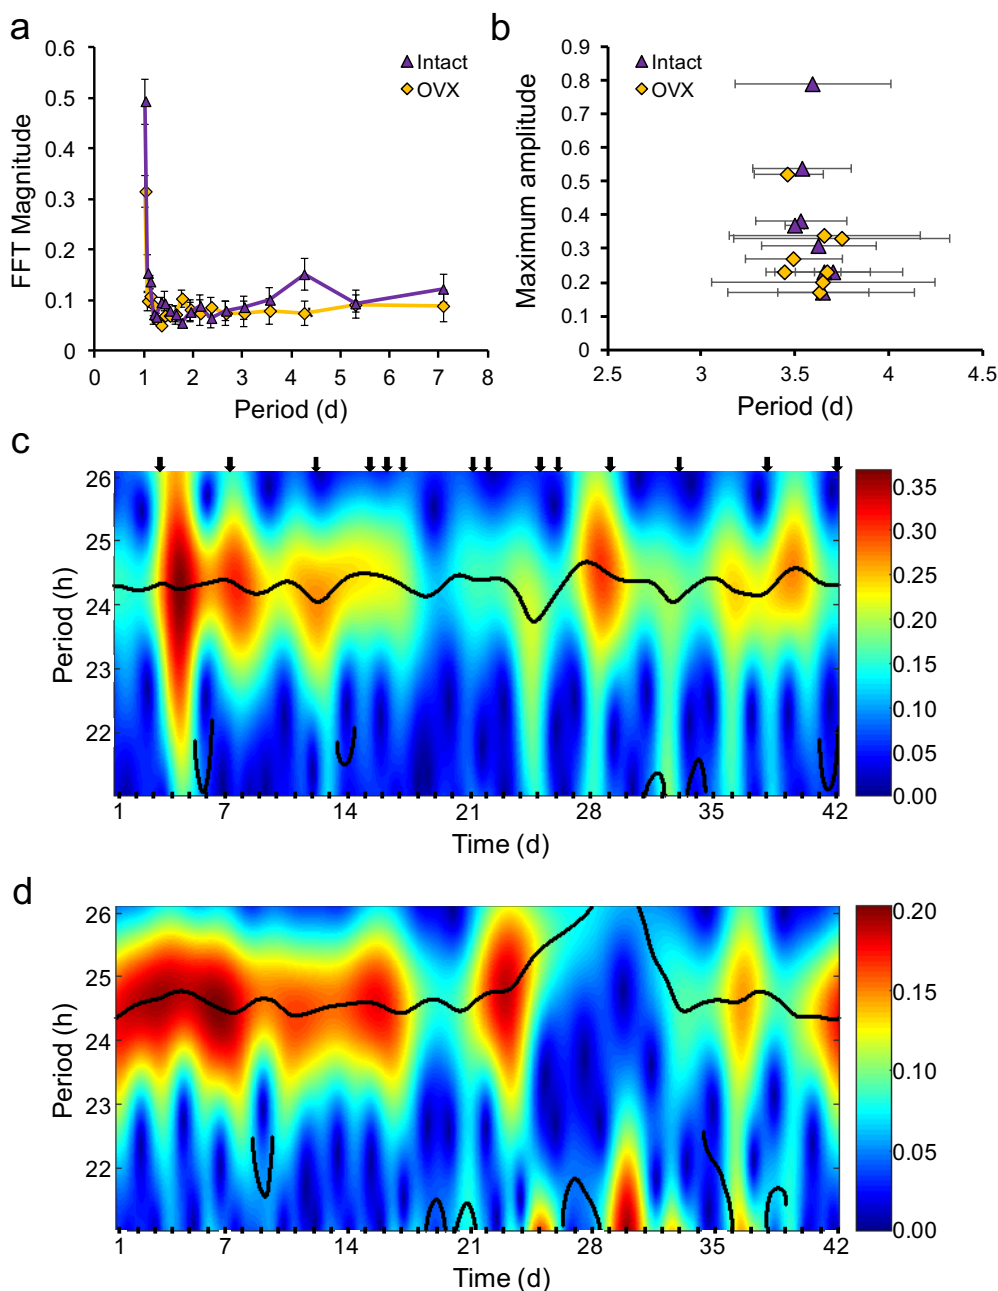 a
0.6
0.5
0.4
0.3
0.2
0.1
0
FFT Magnitude
Intact
OVX
0 1 2 3 4 5 6 7 8
Period (d)
b
0.9
0.8
0.7
0.6
0.5
0.4
0.3
0.2
0.1
0
Maximum amplitude
Intact
OVX
2.5 3 3.5 4 4.5
Period (d)
c
26
25
24
23
22
Period (h)
1 7 14 21 28 35 42
Time (d)
0.35
0.30
0.25
0.20
0.15
0.10
0.05
0.00
d
26
25
24
23
22
Period (h)
1 7 14 21 28 35 42
Time (d)
0.20
0.15
0.10
0.05
0.00